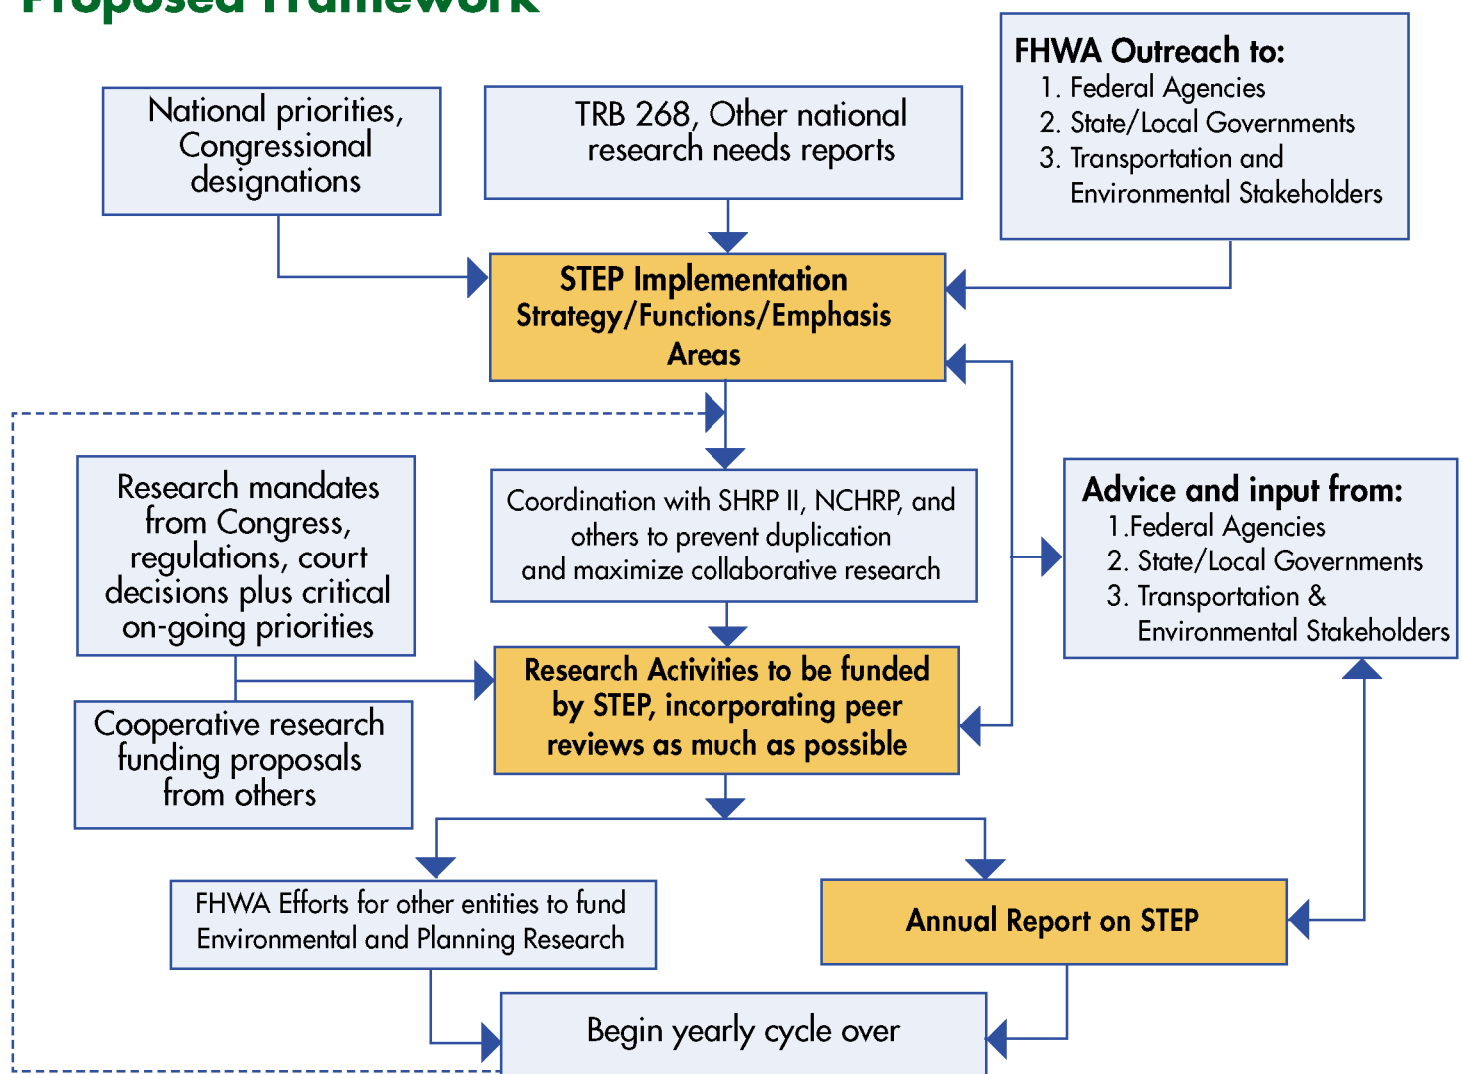 Proposed Framework
National priorities,
Congressional
designations
TRB 268, Other national
research needs reports
FHWA Outreach to:
1. Federal Agencies
2. State/Local Governments
3. Transportation and
Environmental Stakeholders
STEP Implementation
Strategy/Functions/Emphasis
Areas
Research mandates
from Congress,
regulations, court
decisions plus critical
on-going priorities
Coordination with SHRP II, NCHRP, and
others to prevent duplication
and maximize collaborative research
Advice and input from:
1.Federal Agencies
2. State/Local Governments
3. Transportation &
Environmental Stakeholders
Research Activities to be funded
by STEP, incorporating peer
reviews as much as possible
Cooperative research
funding proposals
from others
FHWA Efforts for other entities to fund
Environmental and Planning Research
Annual Report on STEP
Begin yearly cycle over